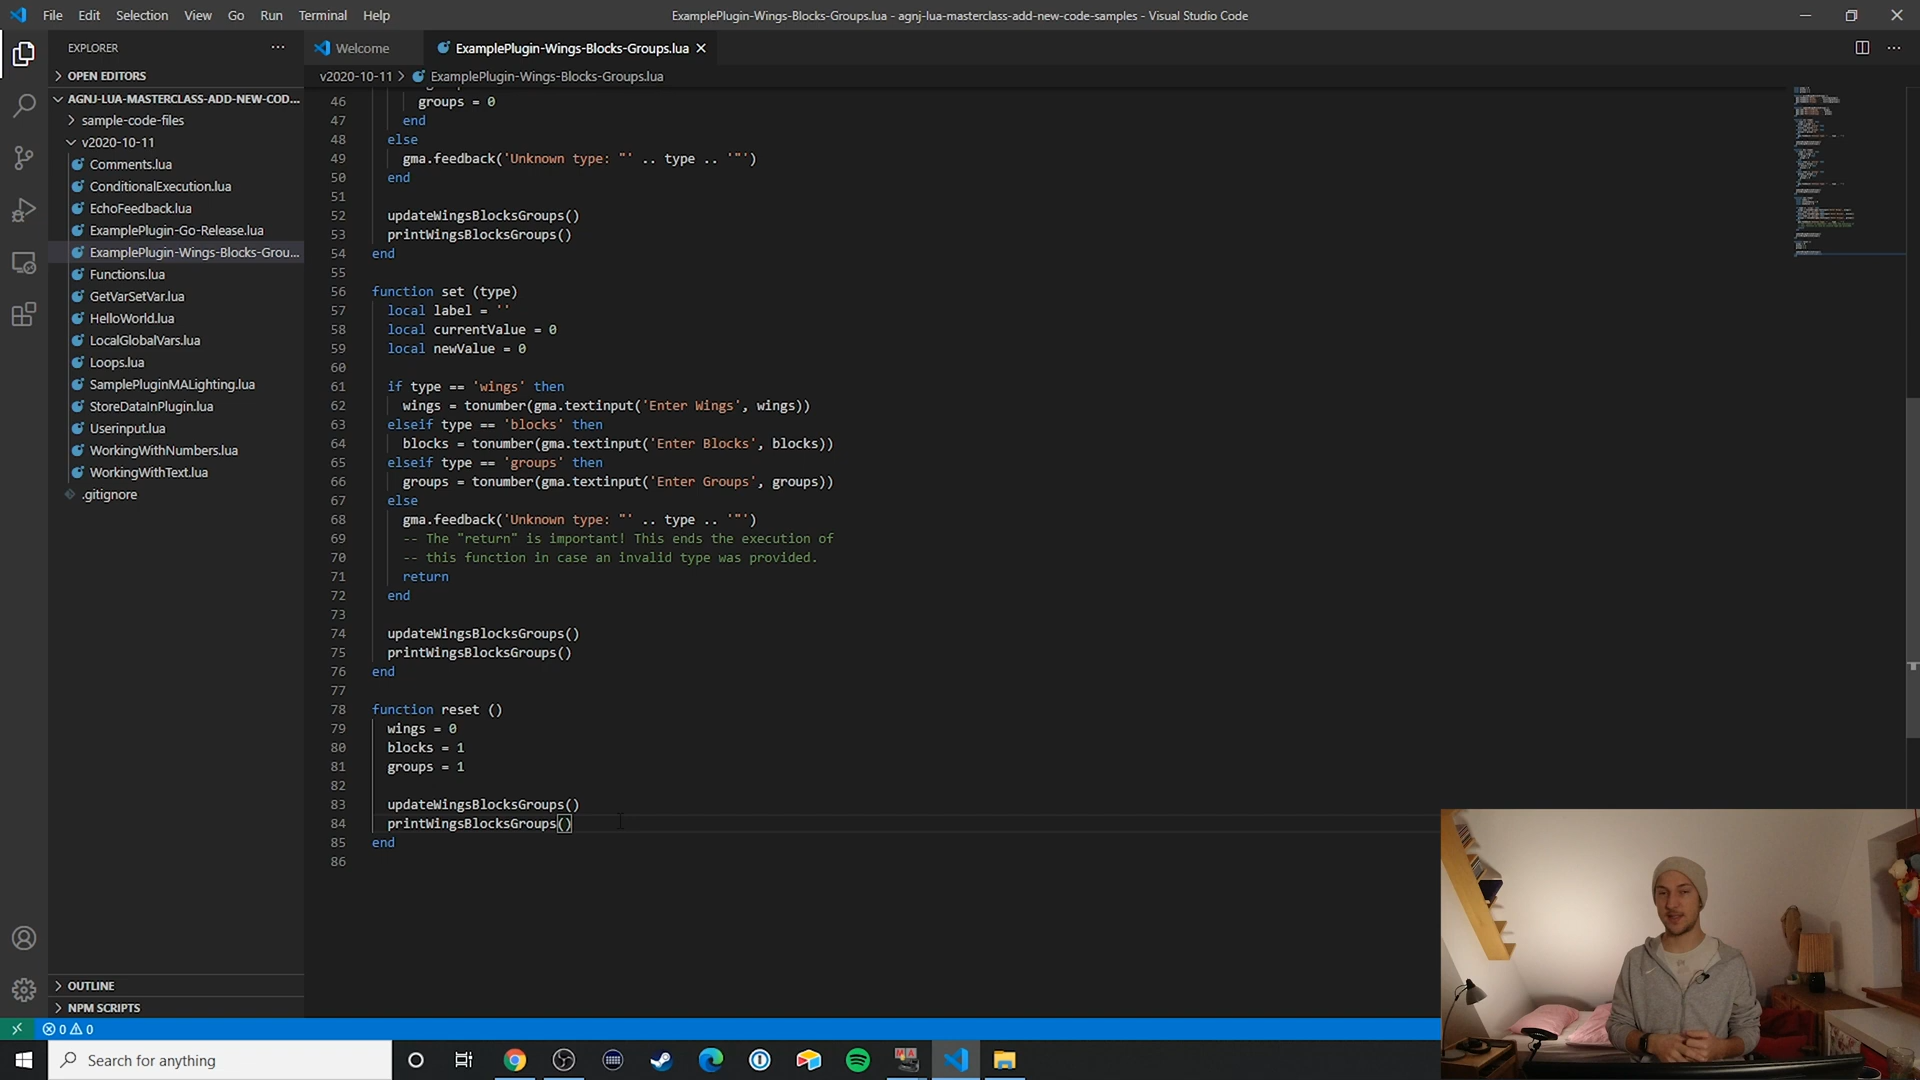 File Edit Selection View Go Run Terminal Help
ExamplePlugin-Wings-Blocks-Groups.lua - agnj-lua-masterclass-add-new-code-samples - Visual Studio Code
EXPLORER
OPEN EDITORS
AGNJ-LUA-MASTERCLASS-ADD-NEW-COD...
sample-code-files
v2020-10-11
Comments.lua
ConditionalExecution.lua
EchoFeedback.lua
ExamplePlugin-Go-Release.lua
ExamplePlugin-Wings-Blocks-Grou...
Functions.lua
GetVarSetVar.lua
HelloWorld.lua
LocalGlobalVars.lua
Loops.lua
SamplePluginMALighting.lua
StoreDataInPlugin.lua
Userinput.lua
WorkingWithNumbers.lua
WorkingWithText.lua
.gitignore
OUTLINE
NPM SCRIPTS
Welcome
ExamplePlugin-Wings-Blocks-Groups.lua
v2020-10-11 > ExamplePlugin-Wings-Blocks-Groups.lua
46 groups = 0
47 end
48 else
49 gma.feedback('Unknown type: "' .. type .. '"')
50 end
51
52 updateWingsBlocksGroups()
53 printWingsBlocksGroups()
54 end
55
56 function set (type)
57 local label = ''
58 local currentValue = 0
59 local newValue = 0
60
61 if type == 'wings' then
62 wings = tonumber(gma.textinput('Enter Wings', wings))
63 elseif type == 'blocks' then
64 blocks = tonumber(gma.textinput('Enter Blocks', blocks))
65 elseif type == 'groups' then
66 groups = tonumber(gma.textinput('Enter Groups', groups))
67 else
68 gma.feedback('Unknown type: "' .. type .. '"')
69 -- The "return" is important! This ends the execution of
70 -- this function in case an invalid type was provided.
71 return
72 end
73
74 updateWingsBlocksGroups()
75 printWingsBlocksGroups()
76 end
77
78 function reset ()
79 wings = 0
80 blocks = 1
81 groups = 1
82
83 updateWingsBlocksGroups()
84 printWingsBlocksGroups()
85 end
86
0 0
Search for anything